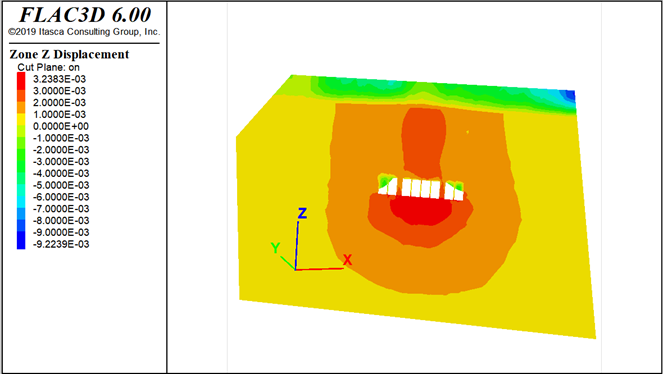 FLAC3D 6.00
©2019 Itasca Consulting Group, Inc.
Zone Z Displacement
Cut Plane: on
3.2383E-03
3.0000E-03
2.0000E-03
1.0000E-03
0.0000E+00
-1.0000E-03
-2.0000E-03
-3.0000E-03
-4.0000E-03
-5.0000E-03
-6.0000E-03
-7.0000E-03
-8.0000E-03
-9.0000E-03
-9.2239E-03
Z
Y
X